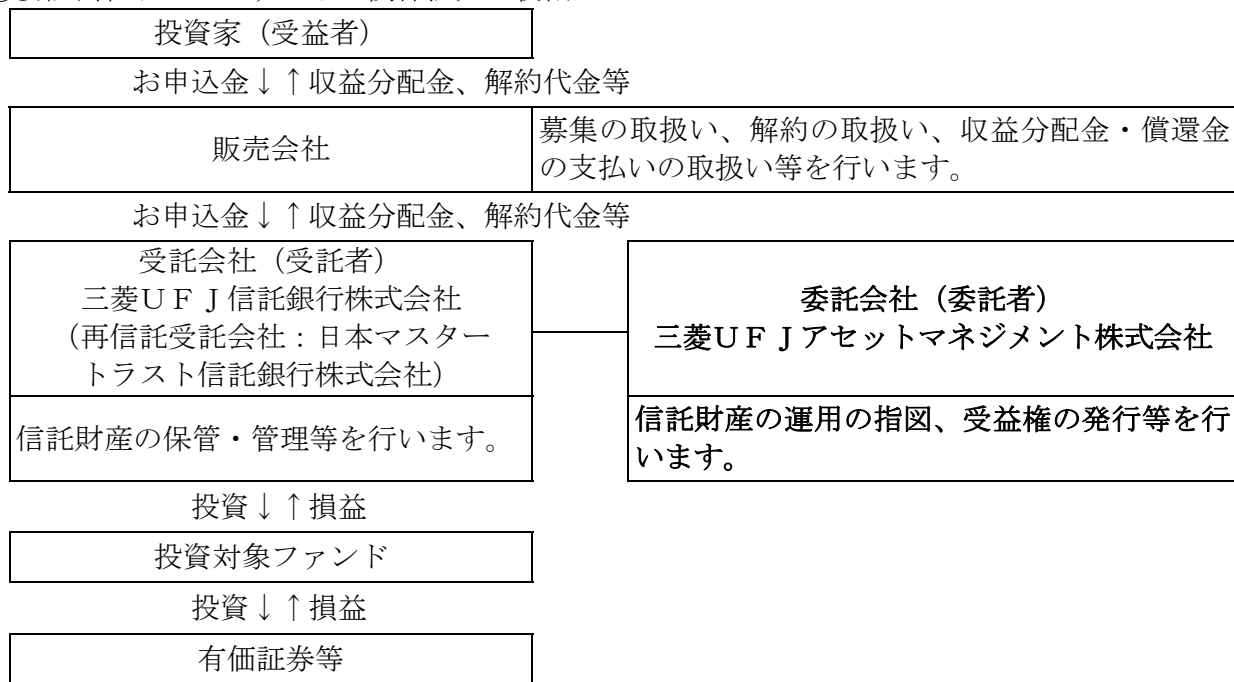 投資家(受益者)
お申込金↓↑収益分配金、解約代金等
販売会社
募集の取扱い、解約の取扱い、収益分配金・償還金
の支払いの取扱い等を行います。
お申込金↓↑収益分配金、解約代金等
受託会社(受託者)
三菱UFJ信託銀行株式会社
(再信託受託会社:日本マスター
トラスト信託銀行株式会社)
委託会社(委託者)
三菱UFJアセットマネジメント株式会社
信託財産の保管・管理等を行います。
信託財産の運用の指図、受益権の発行等を行
います。
投資↓↑損益
投資対象ファンド
投資↓↑損益
有価証券等